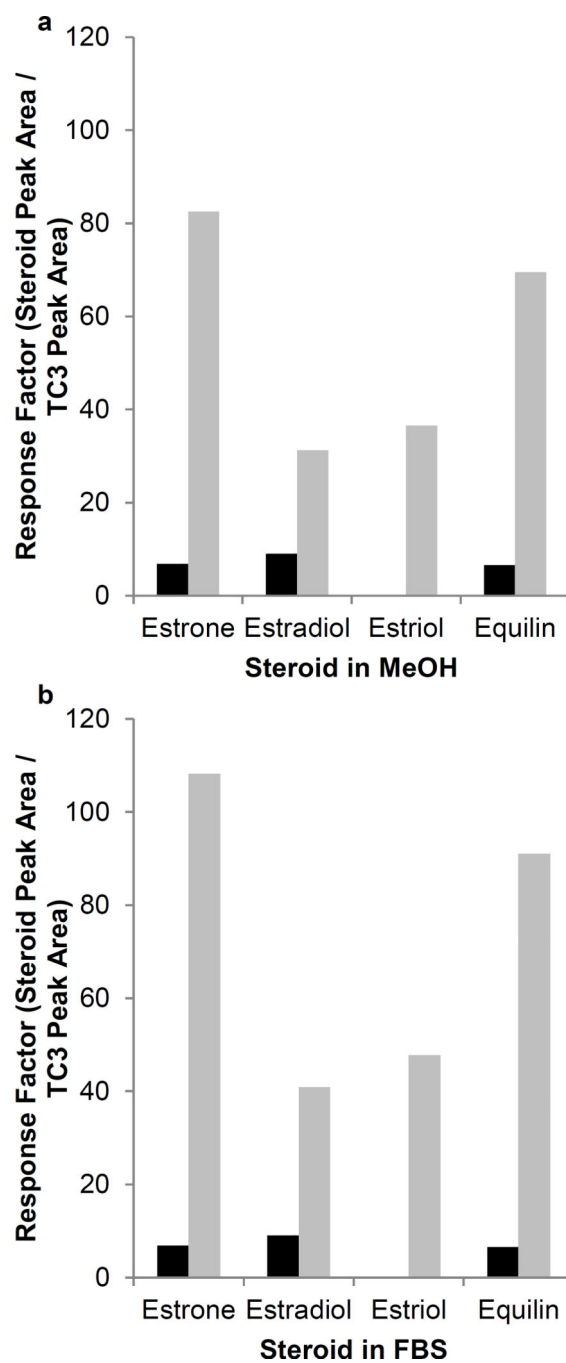 a
Response Factor (Steroid Peak Area /
TC3 Peak Area)
120
100
80
60
40
20
0
Estrone Estradiol Estriol Equilin
Steroid in MeOH
b
Response Factor (Steroid Peak Area /
TC3 Peak Area)
120
100
80
60
40
20
0
Estrone Estradiol Estriol Equilin
Steroid in FBS